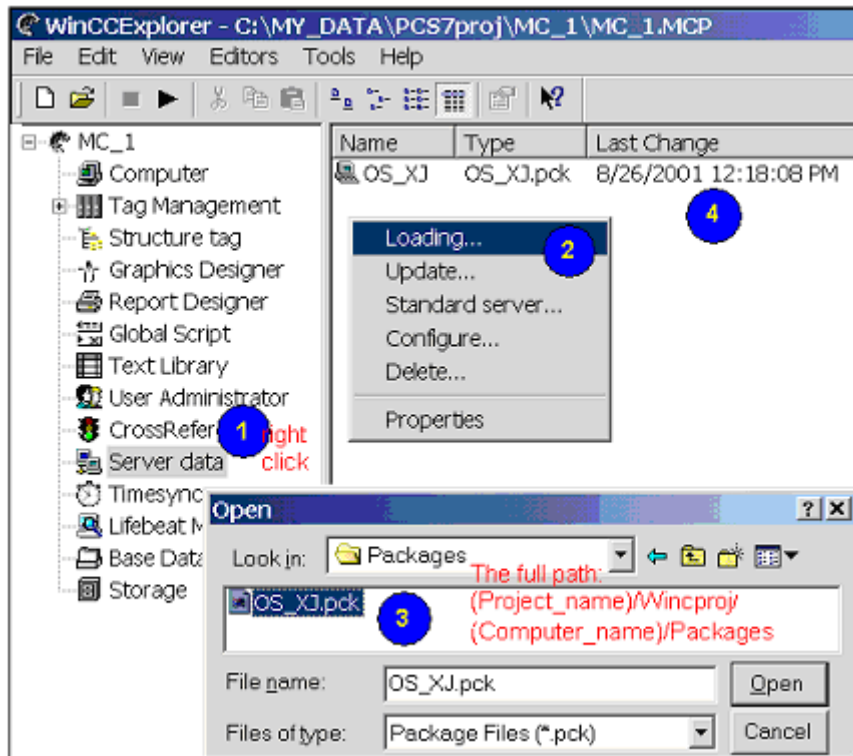 WinCCExplorer - C:\MY_DATA\PCS7proj\MC_1\MC_1.MCP
File Edit View Editors Tools Help
MC_1
Computer
Tag Management
Structure tag
Graphics Designer
Report Designer
Global Script
Text Library
User Administrator
CrossRefer
1
right
click
Server data
Timesync
Lifebeat M
Base Data
Storage
Name Type Last Change
OS_XJ OS_XJ.pck 8/26/2001 12:18:08 PM
4
Loading...
2
Update...
Standard server...
Configure...
Delete...
Properties
Open
Look in: Packages
The full path:
(Project_name)/Wincproj/
(Computer_name)/Packages
OS_XJ.pck
3
File name: OS_XJ.pck Open
Files of type: Package Files (*.pck) Cancel